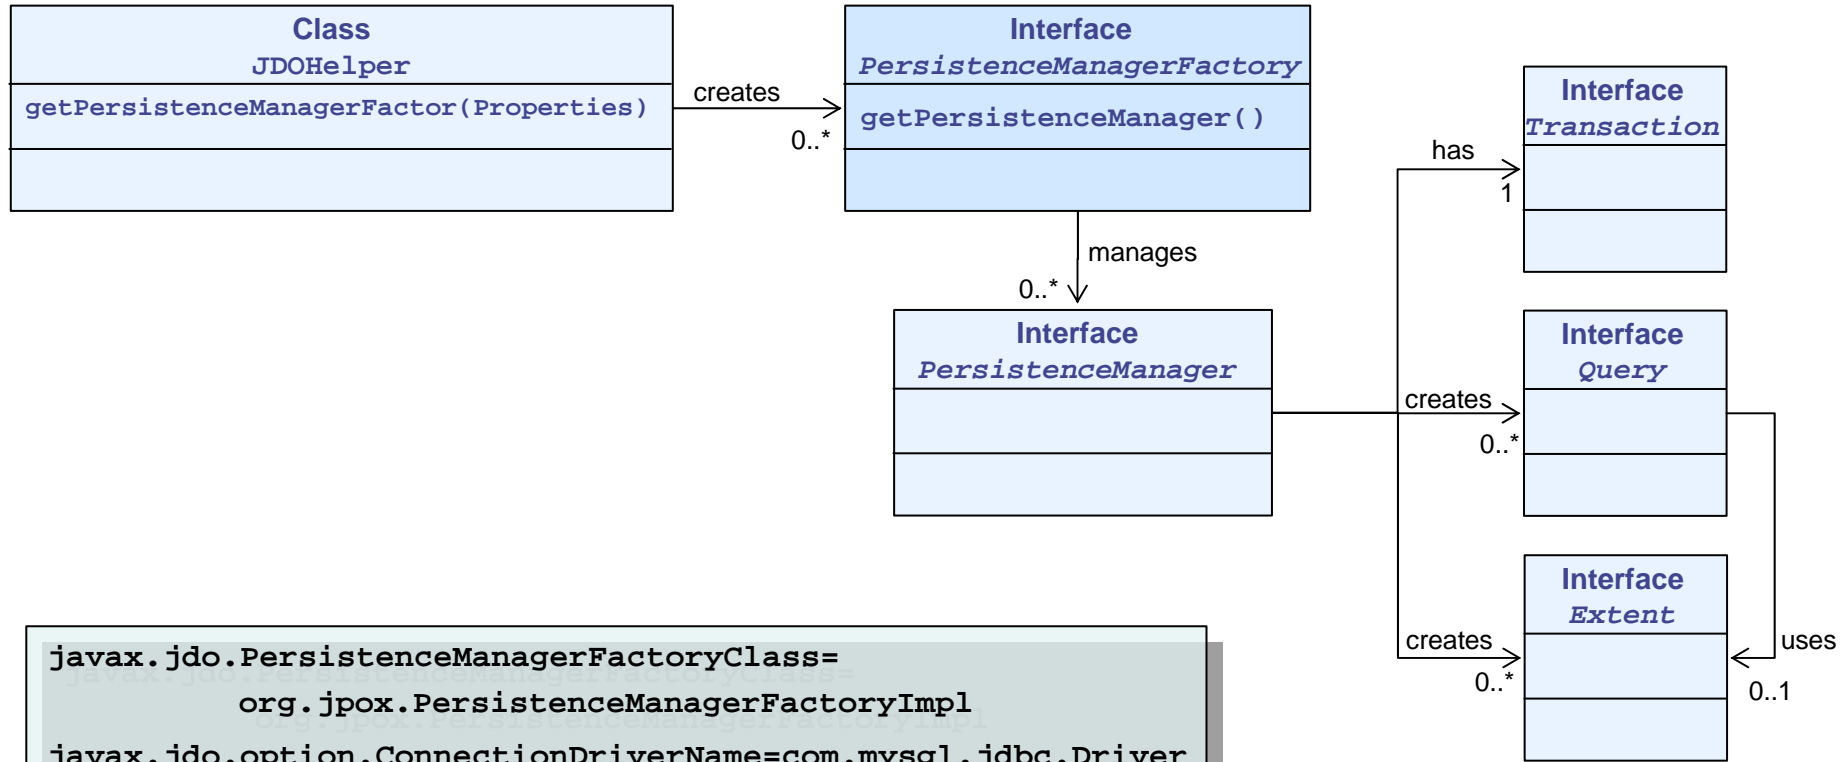 Class
JDOHelper
getPersistenceManagerFactor(Properties)
creates
0..*
Interface
PersistenceManagerFactory
getPersistenceManager()
manages
0..*
Interface
PersistenceManager
has
1
Interface
Transaction
creates
0..*
Interface
Query
creates
0..*
Interface
Extent
uses
0..1
javax.jdo.PersistenceManagerFactoryClass=
org.jpox.PersistenceManagerFactoryImpl
javax.jdo.option.ConnectionDriverName=com.mysql.jdbc.Driver